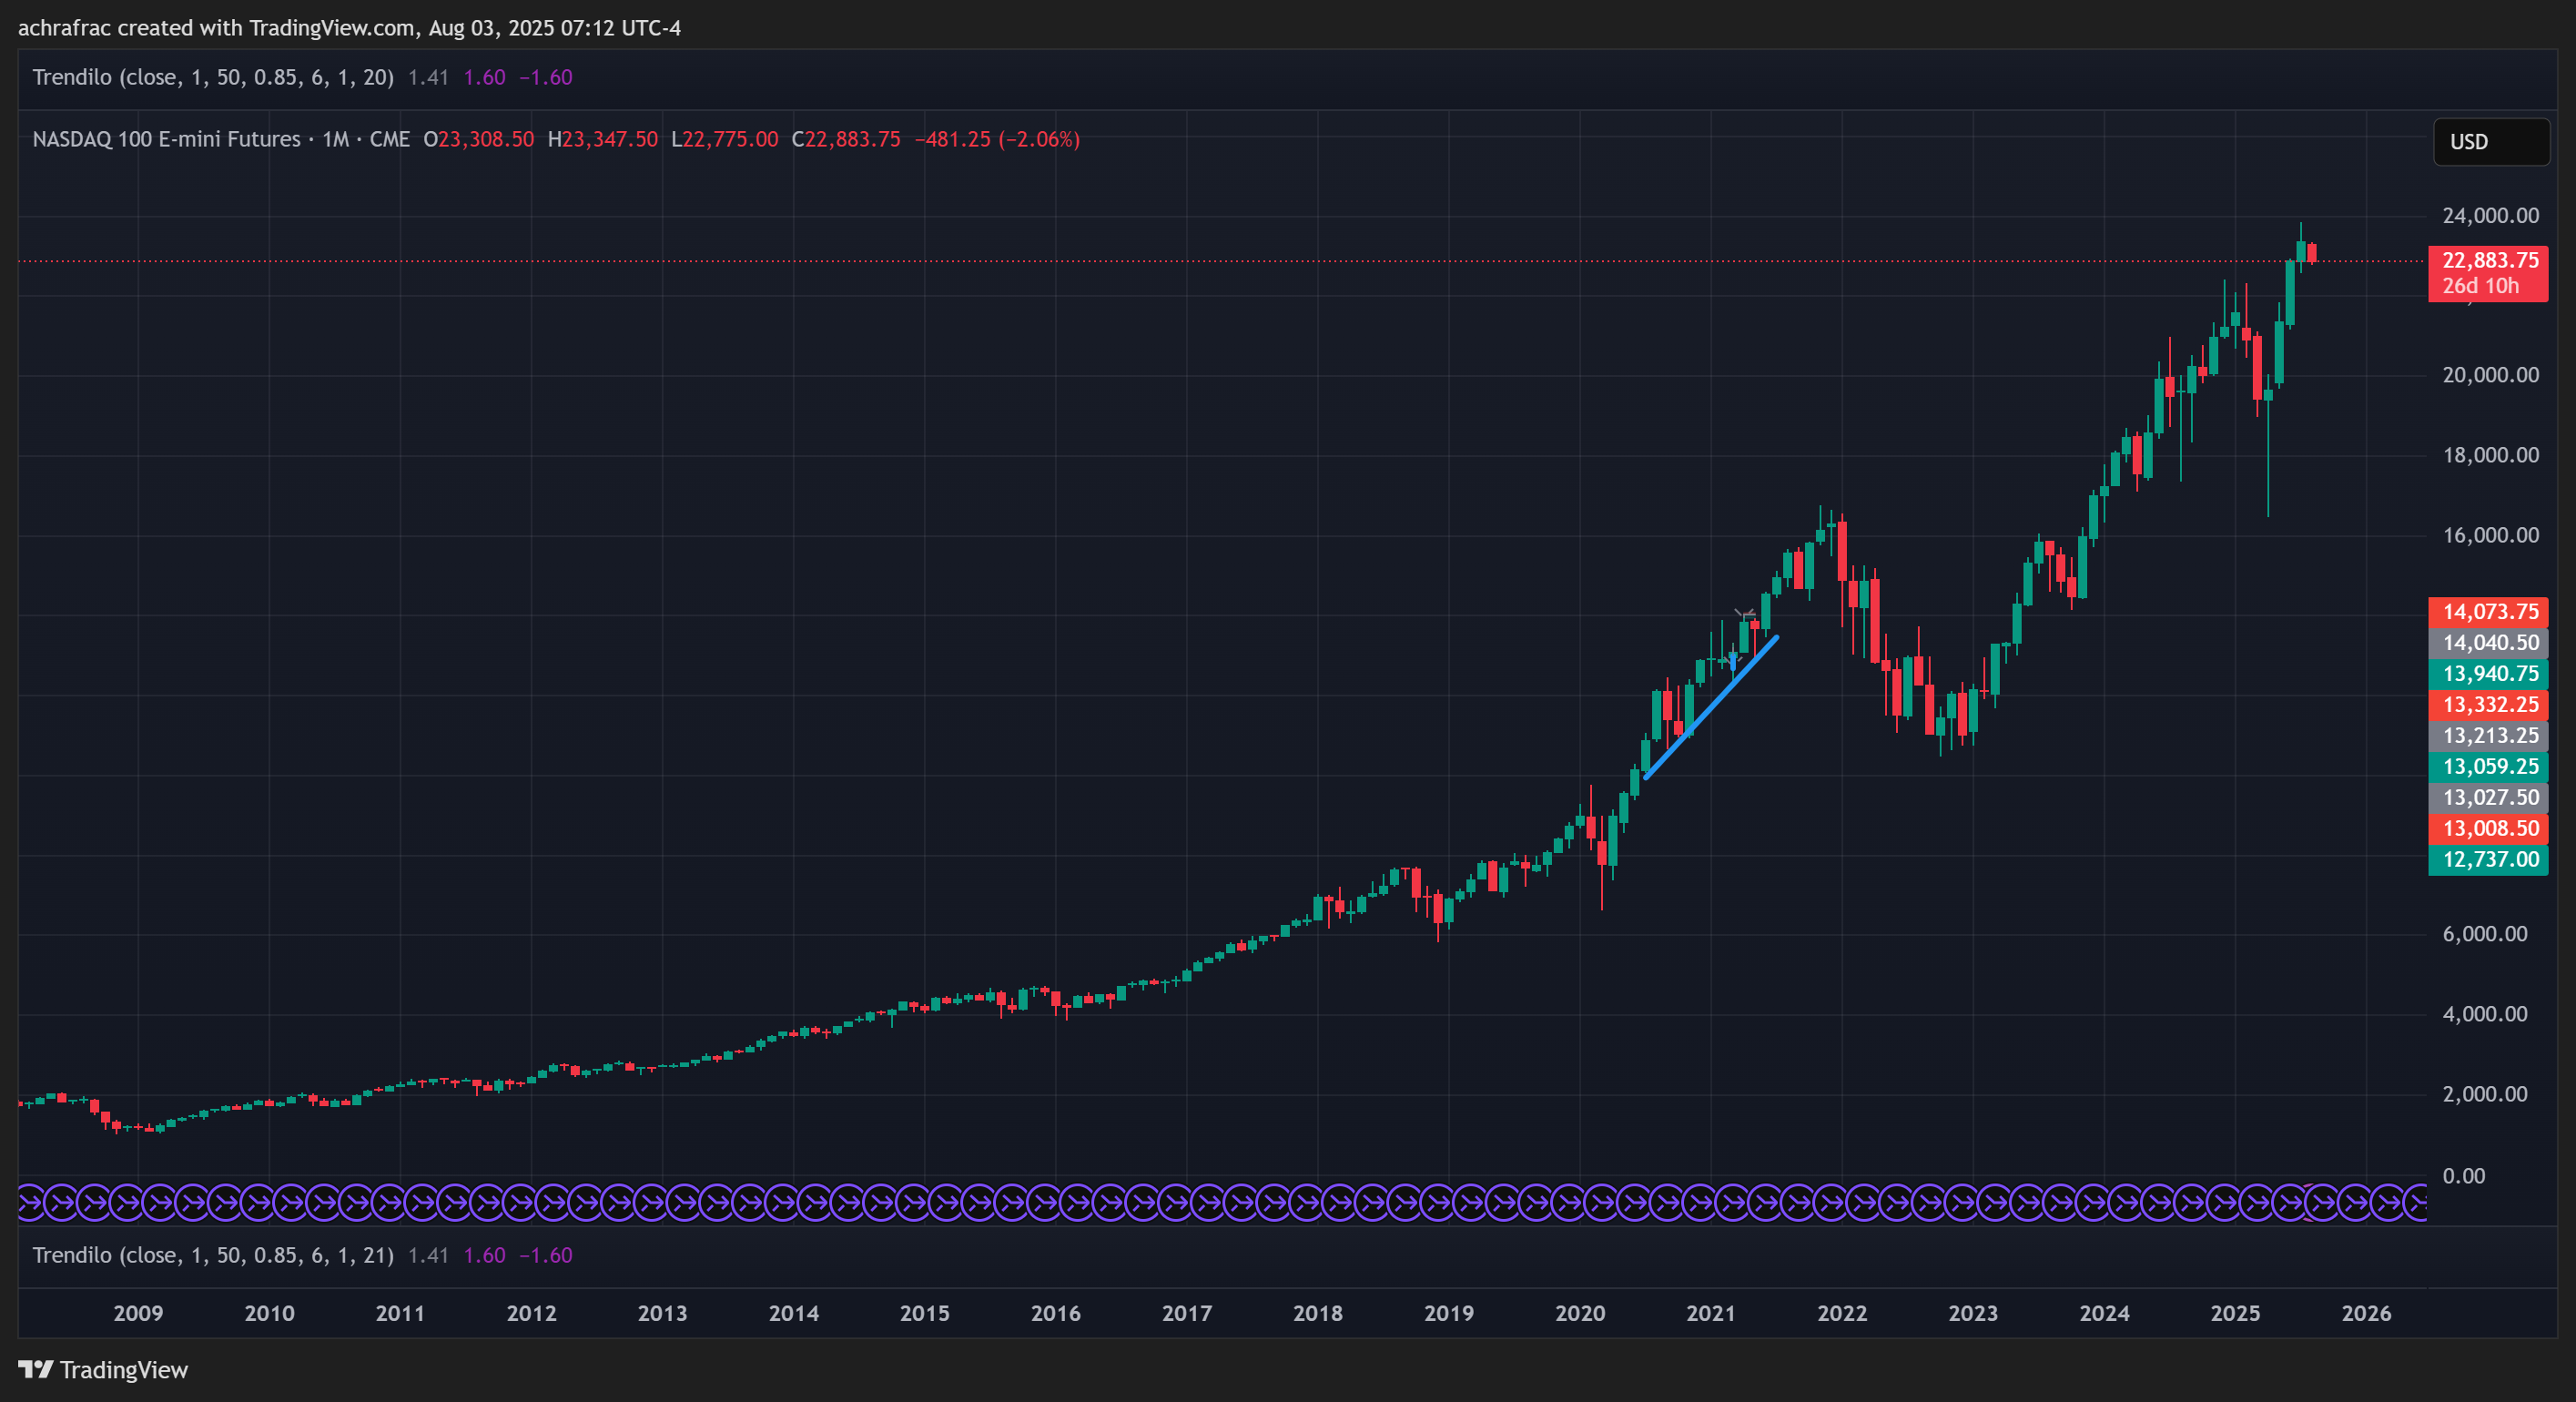 achrafrac created with TradingView.com, Aug 03, 2025 07:12 UTC-4
Trendilo (close, 1, 50, 0.85, 6, 1, 20) 1.41 1.60 −1.60
NASDAQ 100 E-mini Futures · 1M · CME O23,308.50 H23,347.50 L22,775.00 C22,883.75 −481.25 (−2.06%)
USD
24,000.00
22,883.75
26d 10h
20,000.00
18,000.00
16,000.00
14,073.75
14,040.50
13,940.75
13,332.25
13,213.25
13,059.25
13,027.50
13,008.50
12,737.00
6,000.00
4,000.00
2,000.00
0.00
Trendilo (close, 1, 50, 0.85, 6, 1, 21) 1.41 1.60 −1.60
2009 2010 2011 2012 2013 2014 2015 2016 2017 2018 2019 2020 2021 2022 2023 2024 2025 2026
TradingView